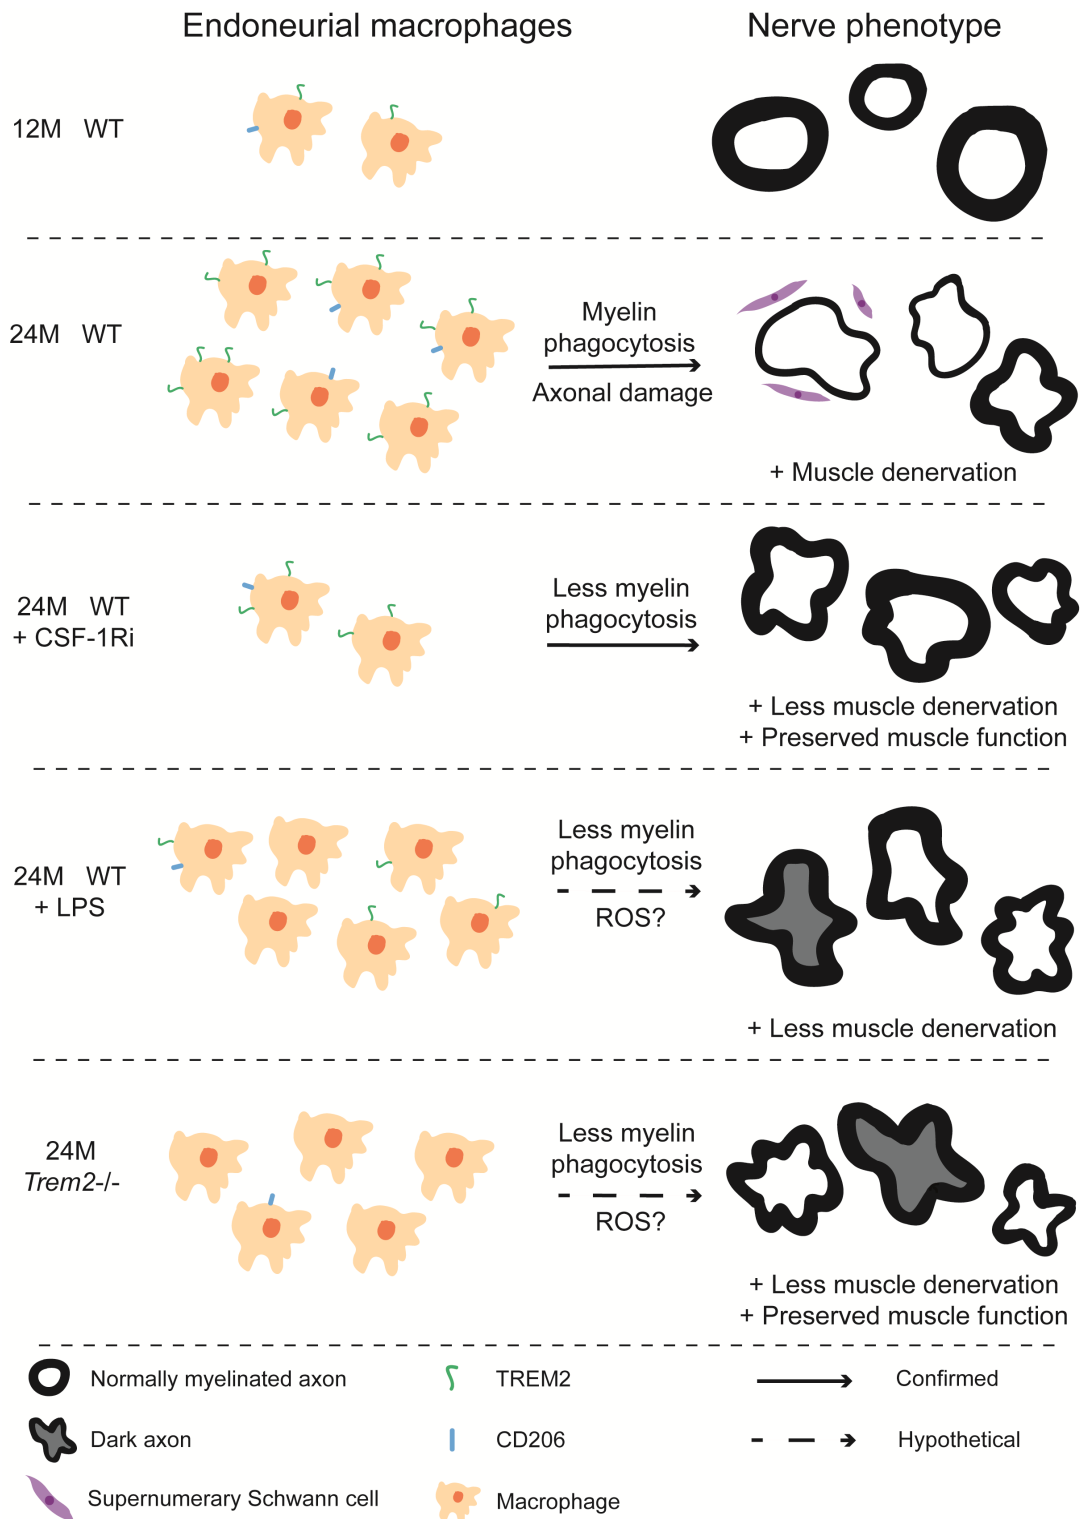 Endoneurial macrophages
Nerve phenotype
12M WT
24M WT
Myelin
phagocytosis
Axonal damage
+ Muscle denervation
24M WT
+ CSF-1Ri
Less myelin
phagocytosis
+ Less muscle denervation
+ Preserved muscle function
24M WT
+ LPS
Less myelin
phagocytosis
ROS?
+ Less muscle denervation
24M
Trem2-/-
Less myelin
phagocytosis
ROS?
+ Less muscle denervation
+ Preserved muscle function
Normally myelinated axon
TREM2
Confirmed
Dark axon
CD206
Hypothetical
Supernumerary Schwann cell
Macrophage